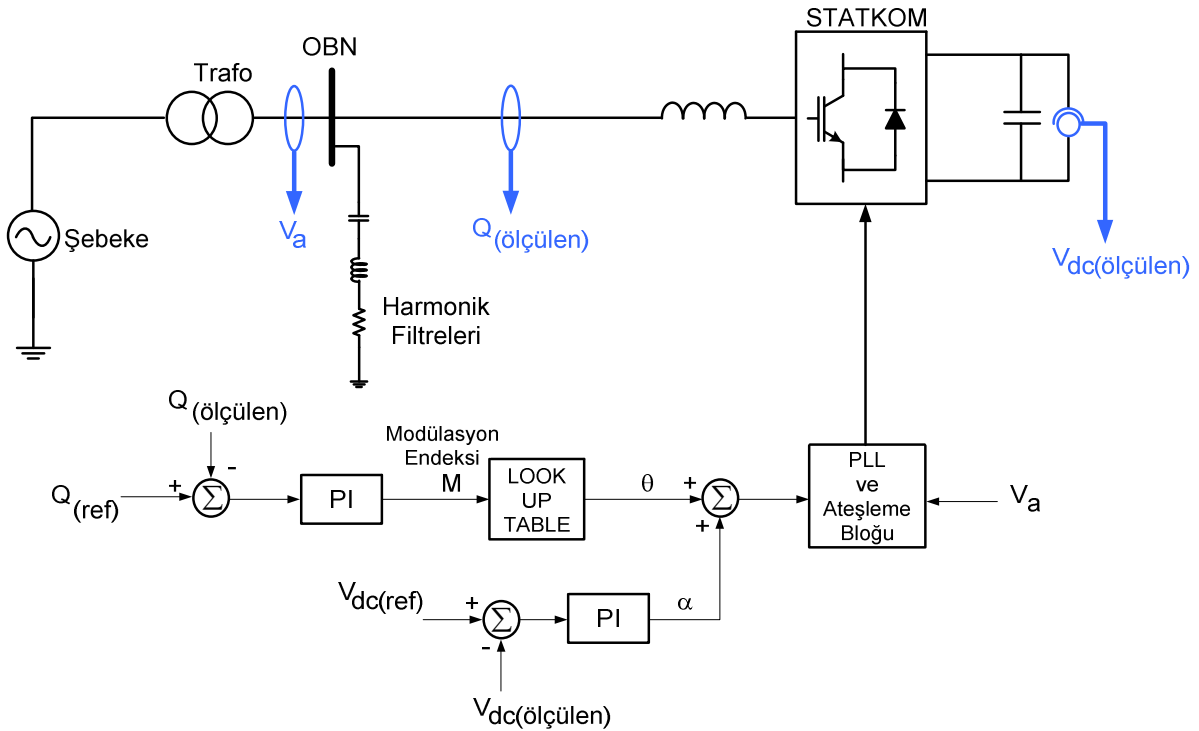 STATKOM
OBN
Trafo
Şebeke
Va
Q(ölçülen)
Vdc(ölçülen)
Harmonik
Filtreleri
Q(ölçülen)
-
+
Σ
Q(ref)
PI
Modülasyon
Endeksi
M
LOOK
UP
TABLE
θ
+
+
Σ
PLL
ve
Ateşleme
Bloğu
Va
Vdc(ref)
+
-
Σ
PI
α
Vdc(ölçülen)